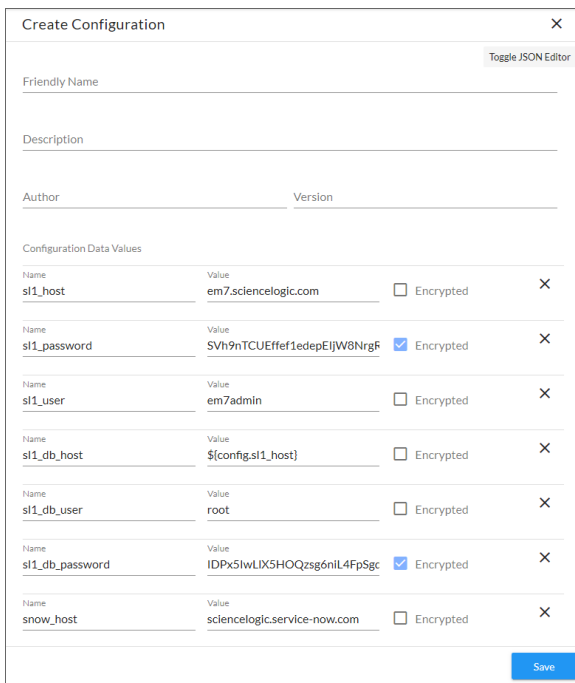 Create Configuration
Toggle JSON Editor
Friendly Name
Description
Author Version
Configuration Data Values
Name Value
sl1_host em7.sciencelogic.com Encrypted
Name Value
sl1_password SVh9nTCUEffef1edepEIjW8NrgR Encrypted
Name Value
sl1_user em7admin Encrypted
Name Value
sl1_db_host ${config.sl1_host} Encrypted
Name Value
sl1_db_user root Encrypted
Name Value
sl1_db_password IDPx5IwLIX5HOQzsg6niL4FpSgc Encrypted
Name Value
snow_host sciencelogic.service-now.com Encrypted
Save